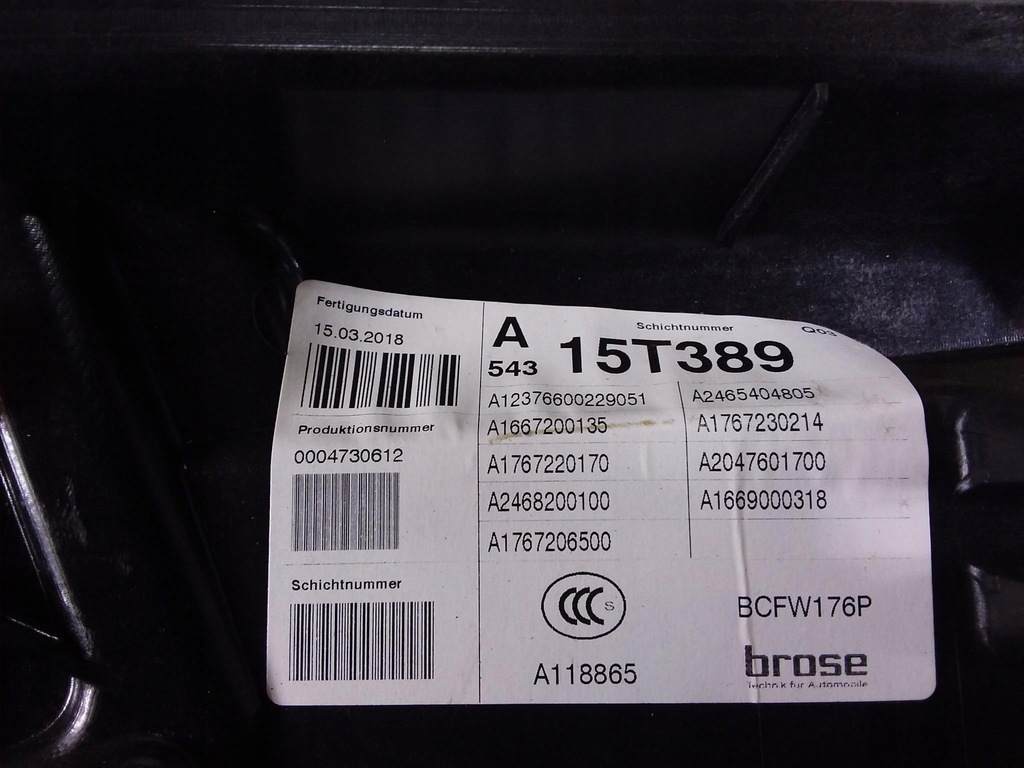 Fertigungsdatum
15.03.2018
Produktionsnummer
0004730612
Schichtnummer
A
543
Schichtnummer
Q03
15T389
A12376600229051
A2465404805
A1667200135
A1767230214
A1767220170
A2047601700
A2468200100
A1669000318
A1767206500
CCC S
BCFW176P
A118865
brose
Technik für Automobile